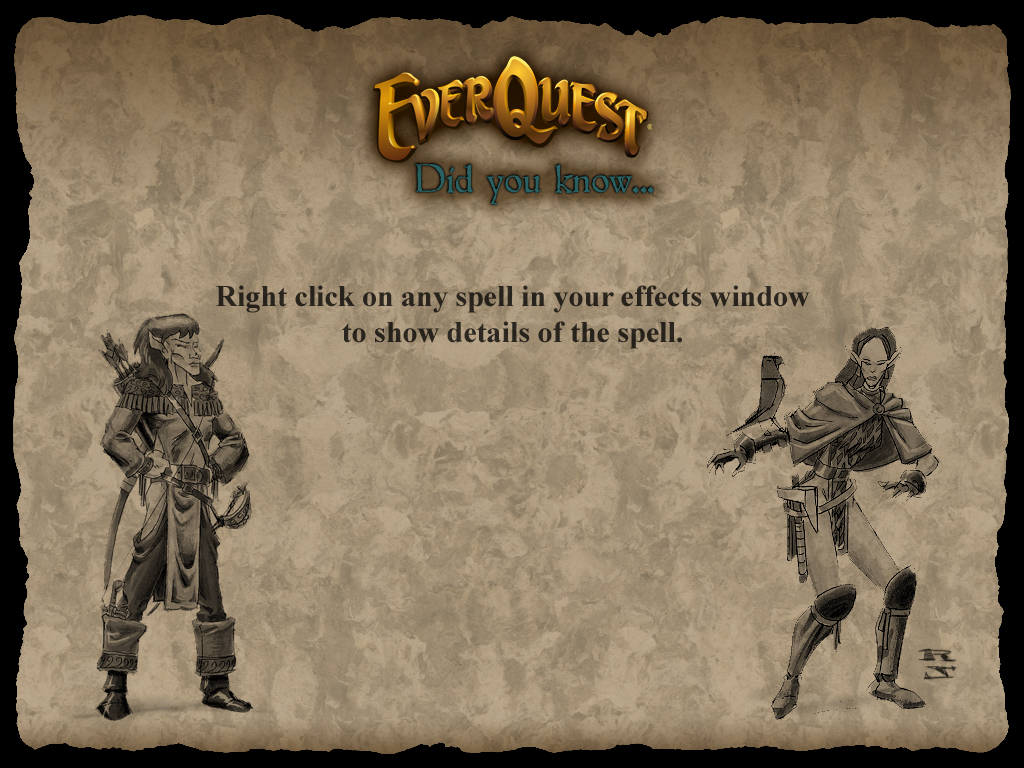 EverQuest
Did you know...
Right click on any spell in your effects window
to show details of the spell.